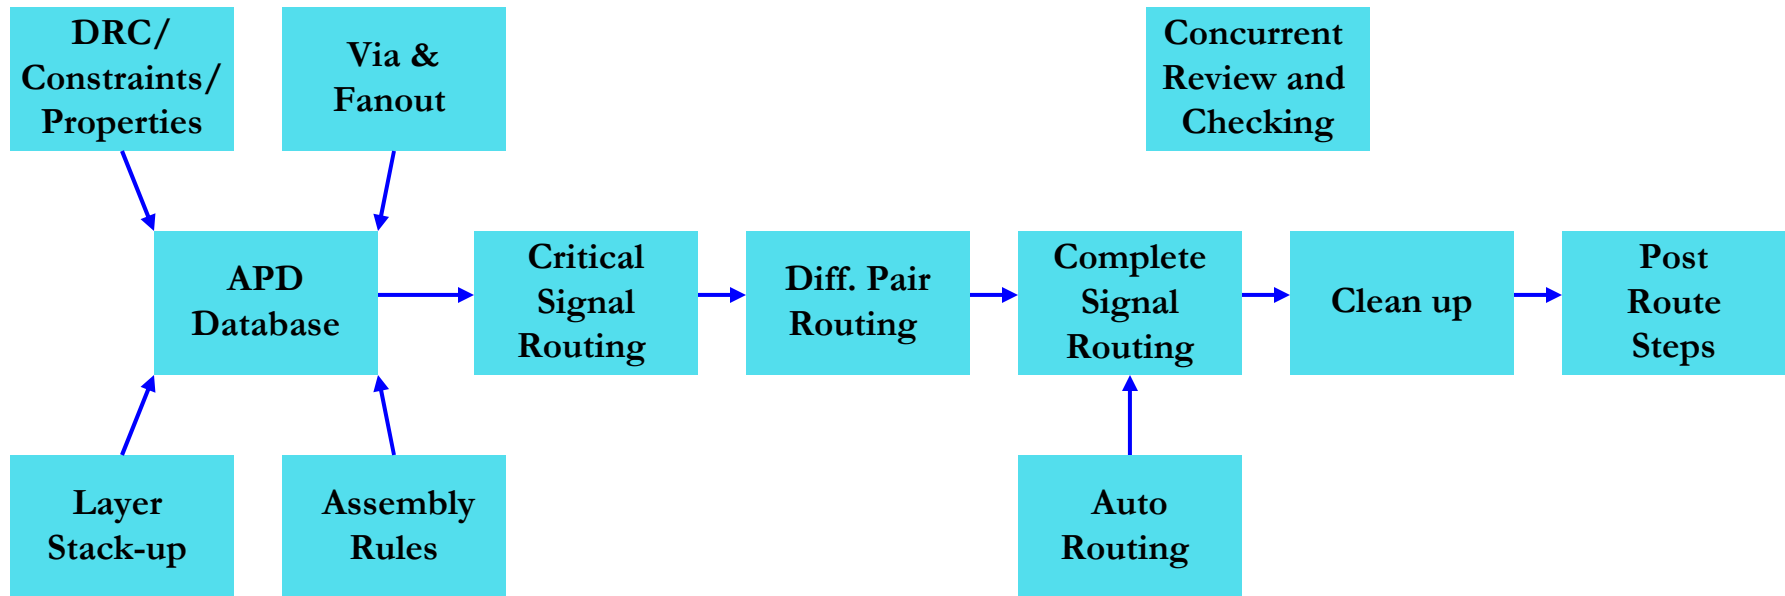 DRC/
Constraints/
Properties
Via &
Fanout
Concurrent
Review and
Checking
APD
Database
Critical
Signal
Routing
Diff. Pair
Routing
Complete
Signal
Routing
Clean up
Post
Route
Steps
Layer
Stack-up
Assembly
Rules
Auto
Routing